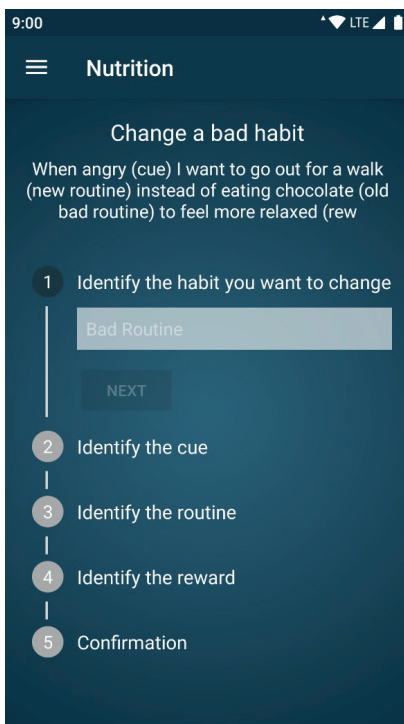 9:00
LTE
Nutrition
Change a bad habit
When angry (cue) I want to go out for a walk
(new routine) instead of eating chocolate (old
bad routine) to feel more relaxed (rew
1 Identify the habit you want to change
Bad Routine
NEXT
2 Identify the cue
3 Identify the routine
4 Identify the reward
5 Confirmation